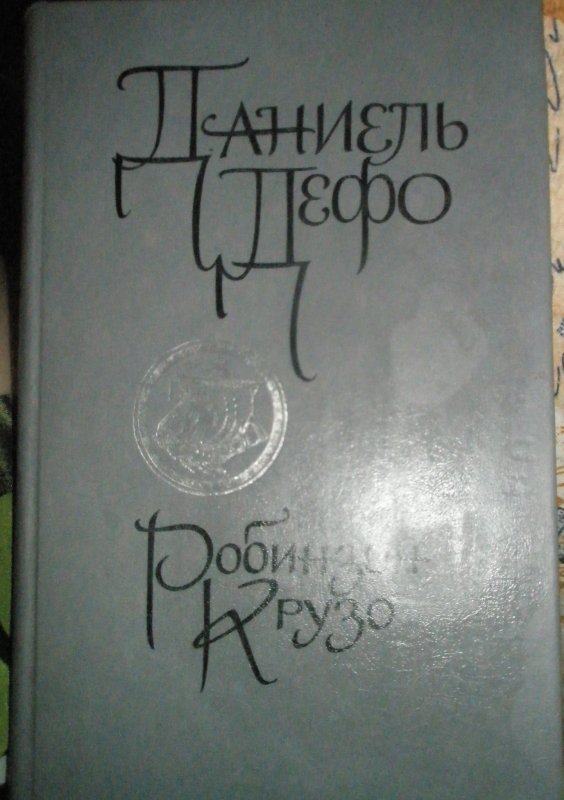 Даниель
Дефо
Робинзон
Крузо